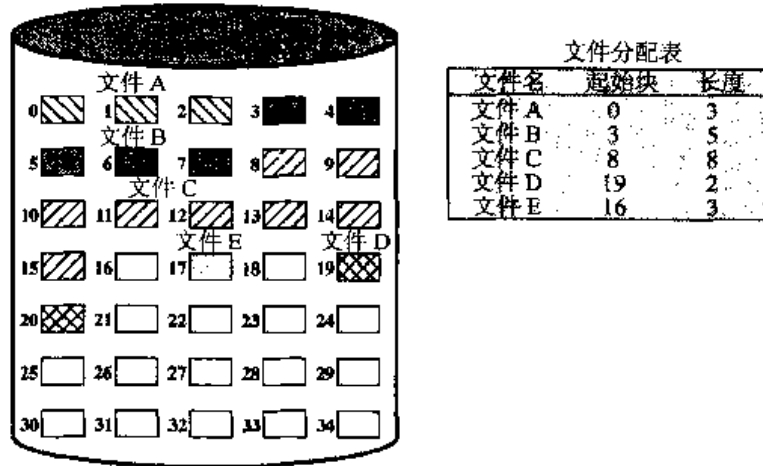 文件 A
0 1 2 3 4
文件 B
5 6 7 8 9
文件 C
10 11 12 13 14
文件 E 文件 D
15 16 17 18 19
20 21 22 23 24
25 26 27 28 29
30 31 32 33 34
文件分配表
文件名 起始块 长度
文件 A 0 3
文件 B 3 5
文件 C 8 8
文件 D 19 2
文件 E 16 3